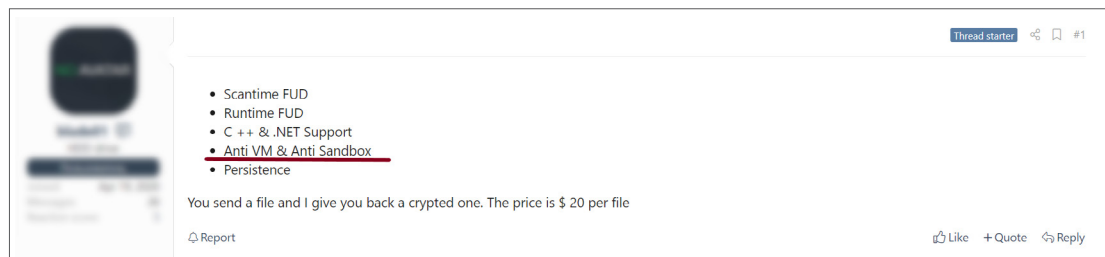 Thread starter #1
Scantime FUD
Runtime FUD
C ++ & .NET Support
Anti VM & Anti Sandbox
Persistence
You send a file and I give you back a crypted one. The price is $ 20 per file
Report Like +Quote Reply